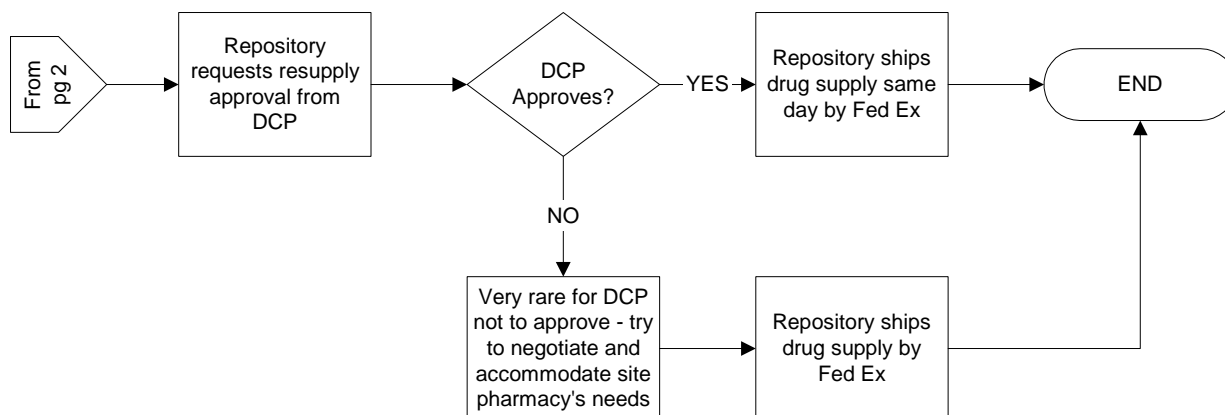 From
pg 2
Repository
requests resupply
approval from
DCP
DCP
Approves?
YES
Repository ships
drug supply same
day by Fed Ex
END
NO
Very rare for DCP
not to approve - try
to negotiate and
accommodate site
pharmacy's needs
Repository ships
drug supply by
Fed Ex